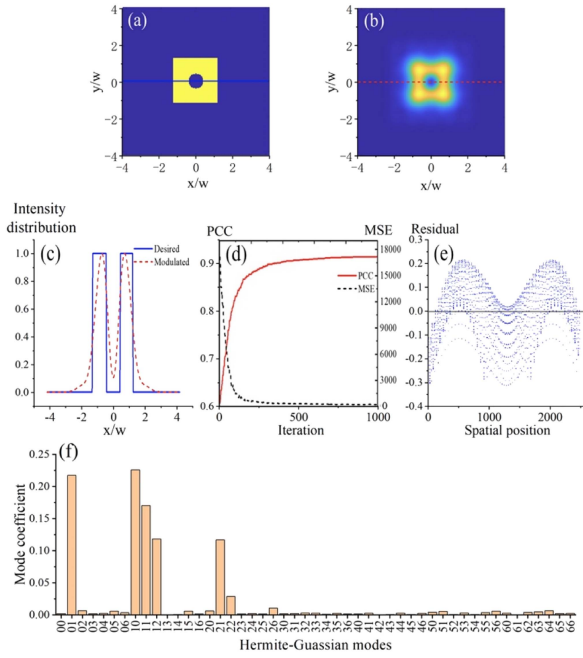 (a)
(b)
4
2
0
-2
-4
y/w
-4 -2 0 2 4
x/w
4
2
0
-2
-4
y/w
-4 -2 0 2 4
x/w
Intensity
distribution
(c)
Desired
Modulated
1.0
0.8
0.6
0.4
0.2
0.0
-4 -2 0 2 4
x/w
PCC
MSE
(d)
PCC
MSE
0.9
0.8
0.7
0.6
18000
15000
12000
9000
6000
3000
0
0 250 500 750 1000
Iteration
Residual
(e)
0.3
0.2
0.1
0.0
-0.1
-0.2
-0.3
-0.4
0 1000 2000
Spatial position
(f)
Mode coefficient
0.25
0.20
0.15
0.10
0.05
0.00
00 01 02 03 04 05 06 10 11 12 13 14 15 20 21 22 24 25 26 30 31 32 33 34 35 36 40 41 42 43 44 45 46 50 51 52 53 55 56 60 62 63 64 65 66
Hermite-Guassian modes